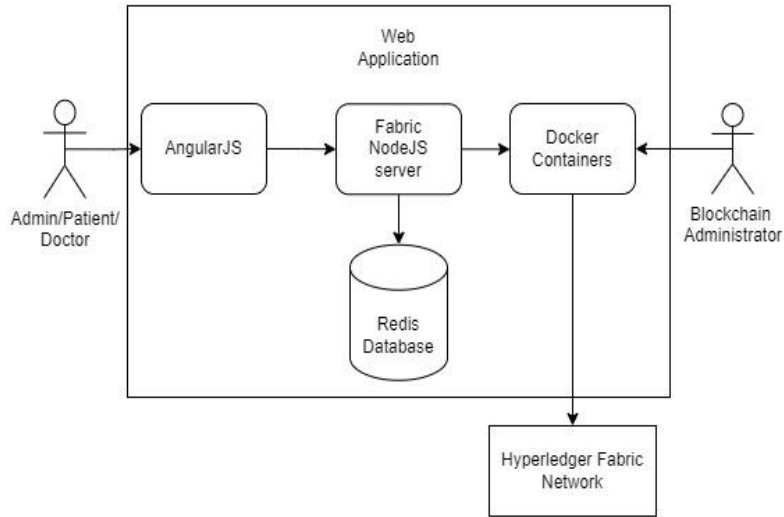 Web
Application
AngularJS
Fabric
NodeJS
server
Docker
Containers
Admin/Patient/
Doctor
Blockchain
Administrator
Redis
Database
Hyperledger Fabric
Network